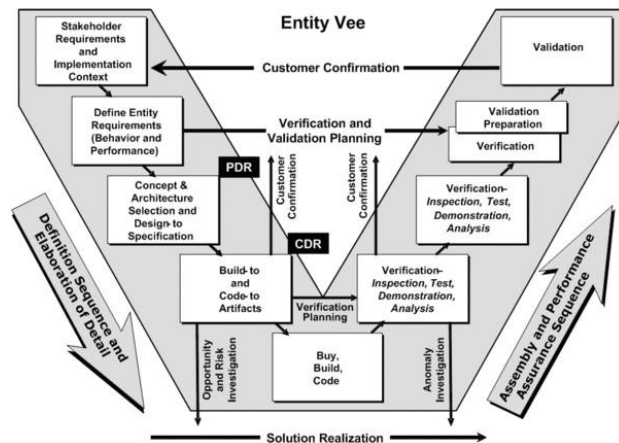 Entity Vee
Stakeholder
Requirements
and
Implementation
Context
Customer Confirmation
Validation
Define Entity
Requirements
(Behavior and
Performance)
Verification and
Validation Planning
Validation
Preparation
Verification
PDR
Concept &
Architecture
Selection and
Design-to
Specification
Customer
Confirmation
Customer
Confirmation
Verification–
Inspection, Test,
Demonstration,
Analysis
CDR
Build-to
and
Code-to
Artifacts
Verification
Planning
Verification–
Inspection, Test,
Demonstration,
Analysis
Buy,
Build,
Code
Opportunity
and Risk
Investigation
Anomaly
Investigation
Definition Sequence and
Elaboration of Detail
Assembly and Performance
Assurance Sequence
Solution Realization